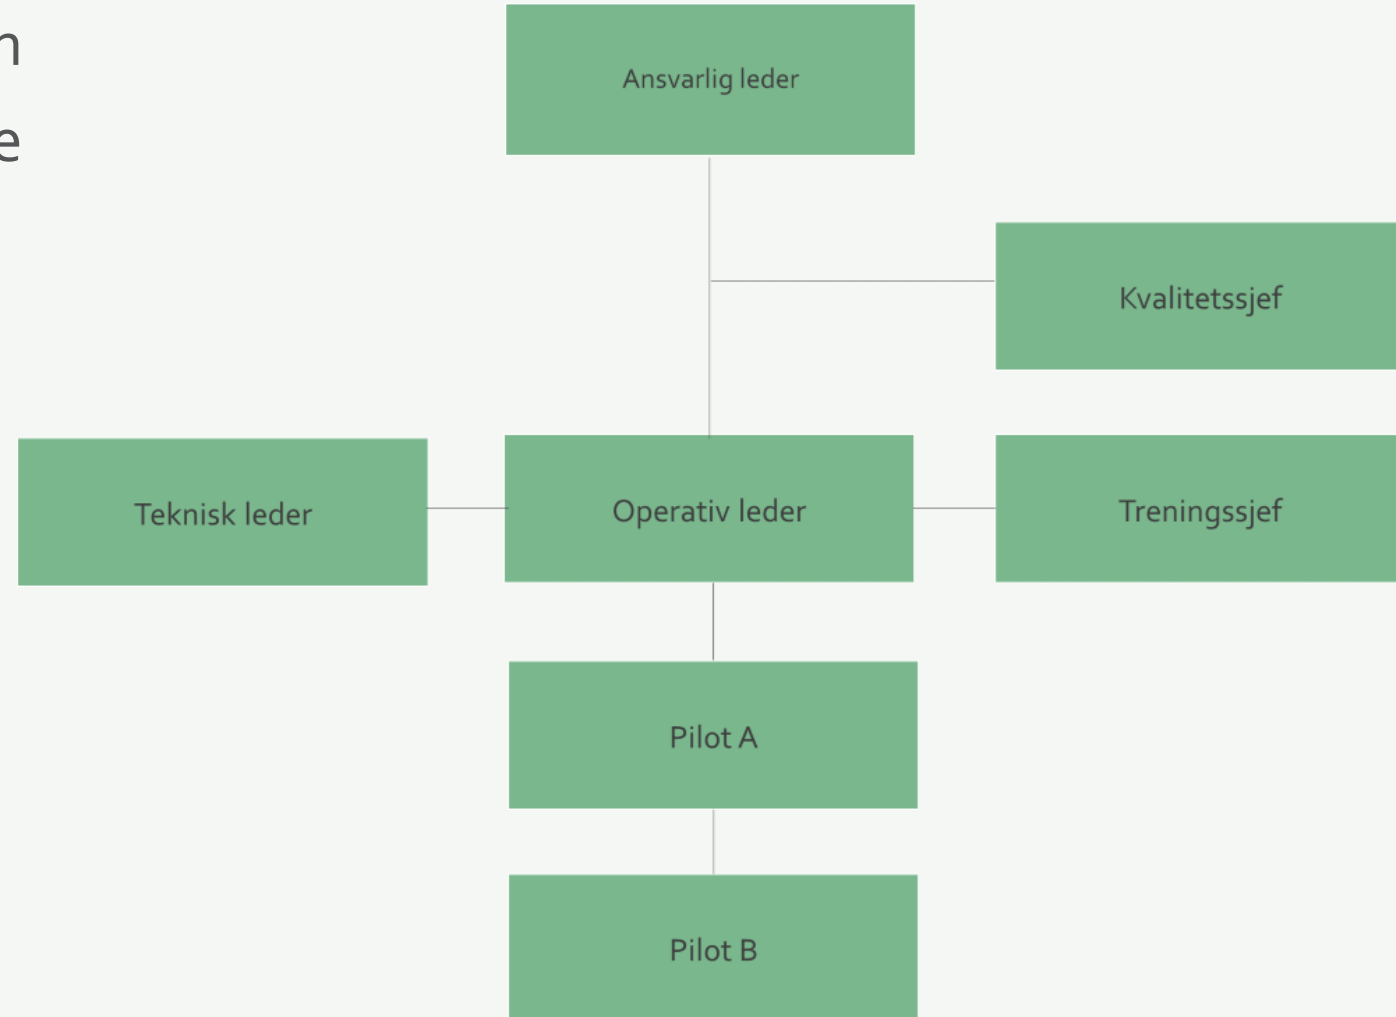 Ansvarlig leder
Kvalitetssjef
Teknisk leder
Operativ leder
Treningssjef
Pilot A
Pilot B